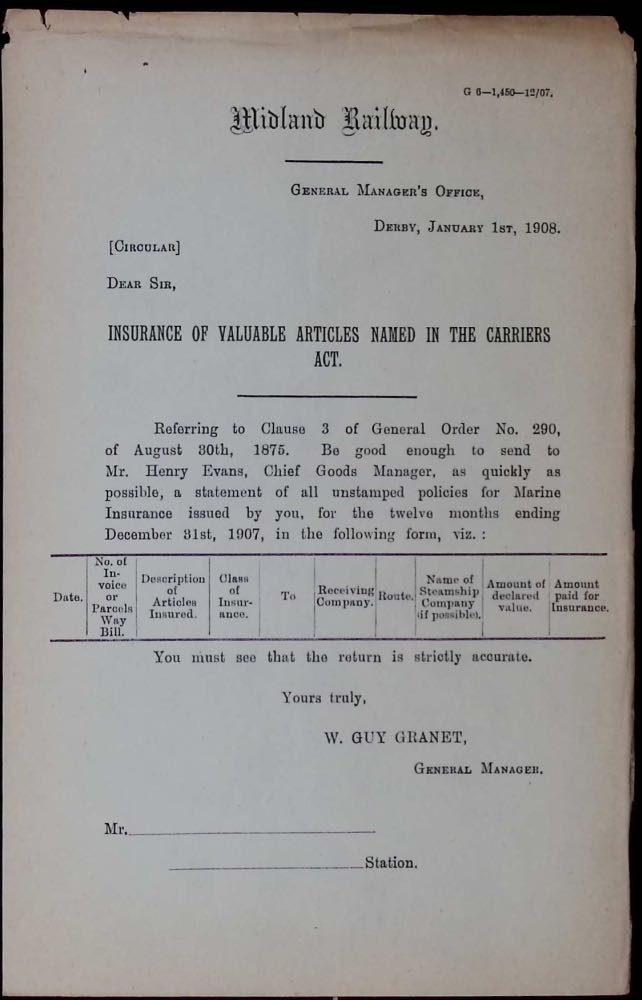 G 6—1,450—12/07.
Midland Railway.
GENERAL MANAGER'S OFFICE,
DERBY, JANUARY 1ST, 1908.
[CIRCULAR]
DEAR SIR,
INSURANCE OF VALUABLE ARTICLES NAMED IN THE CARRIERS
ACT.
Referring to Clause 3 of General Order No. 290,
of August 30th, 1875. Be good enough to send to
Mr. Henry Evans, Chief Goods Manager, as quickly as
possible, a statement of all unstamped policies for Marine
Insurance issued by you, for the twelve months ending
December 31st, 1907, in the following form, viz. :
Date.
No. of
In-
voice
or
Parcels
Way
Bill.
Description
of
Articles
Insured.
Class
of
Insur-
ance.
To
Receiving
Company.
Route.
Name of
Steamship
Company
(if possible).
Amount of
declared
value.
Amount
paid for
Insurance.
You must see that the return is strictly accurate.
Yours truly,
W. GUY GRANET,
GENERAL MANAGER.
Mr.
Station.